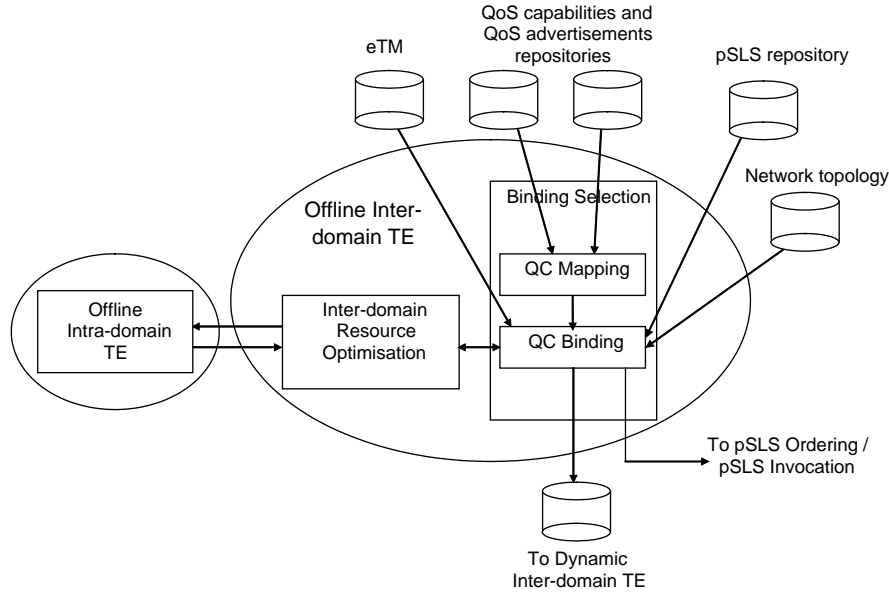 QoS capabilities and
QoS advertisements
repositories
eTM
pSLS repository
Network topology
Binding Selection
Offline Inter-
domain TE
QC Mapping
Offline
Intra-domain
TE
Inter-domain
Resource
Optimisation
QC Binding
To pSLS Ordering /
pSLS Invocation
To Dynamic
Inter-domain TE